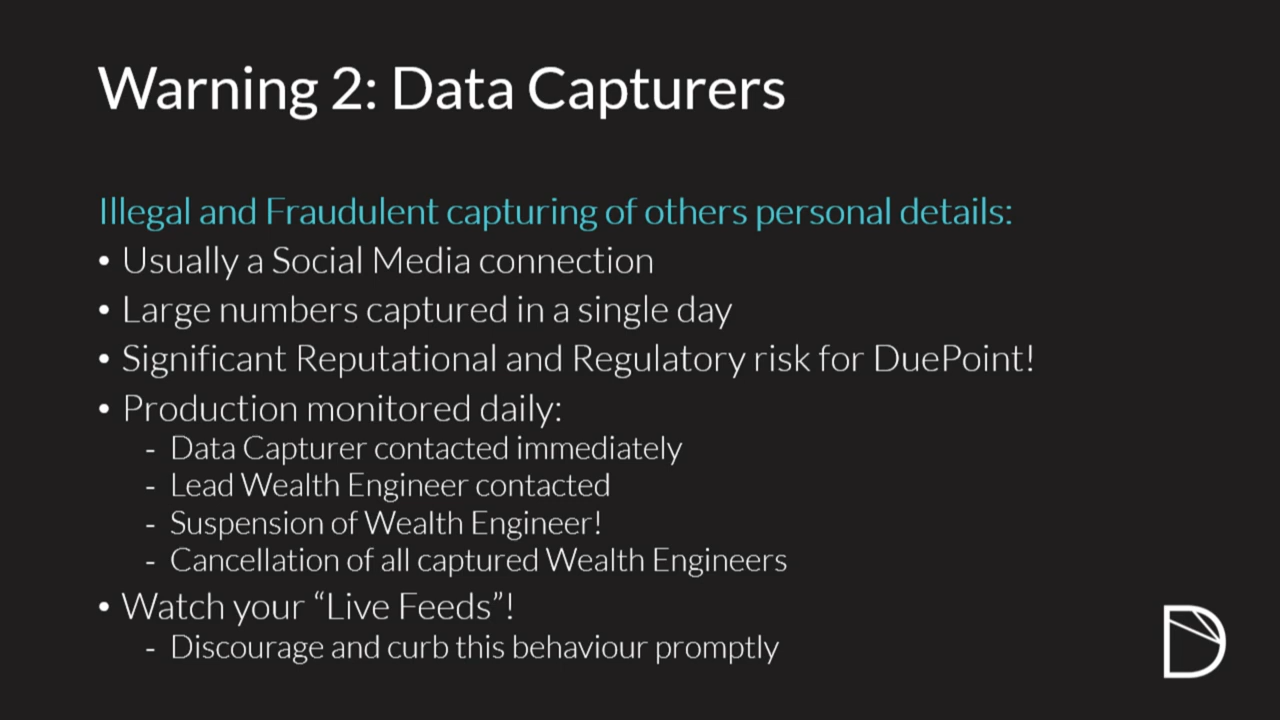 Warning 2: Data Capturers
Illegal and Fraudulent capturing of others personal details:
• Usually a Social Media connection
• Large numbers captured in a single day
• Significant Reputational and Regulatory risk for DuePoint!
• Production monitored daily:
- Data Capturer contacted immediately
- Lead Wealth Engineer contacted
- Suspension of Wealth Engineer!
- Cancellation of all captured Wealth Engineers
• Watch your “Live Feeds”!
- Discourage and curb this behaviour promptly